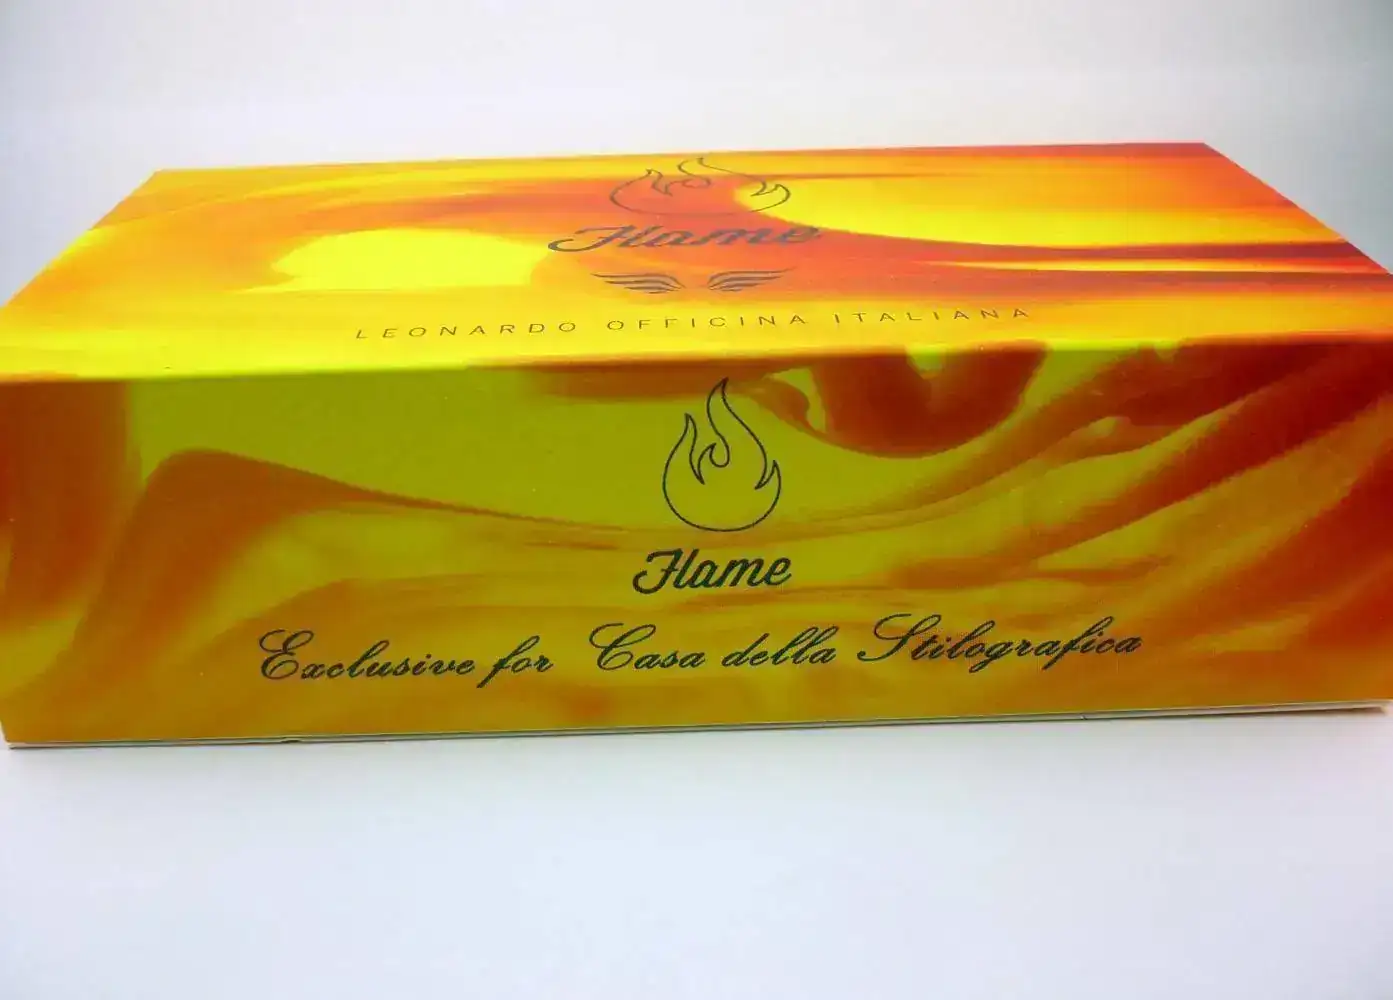 Flame
LEONARDO OFFICINA ITALIANA
Flame
Exclusive for Casa della Stilografica